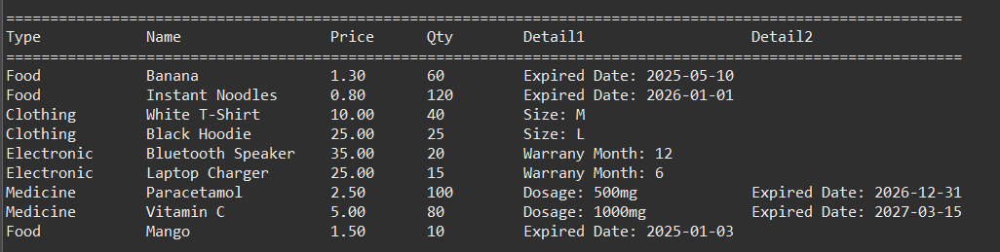 =============================================================================================================
Type            Name                 Price      Qty        Detail1                   Detail2
=============================================================================================================
Food            Banana               1.30       60         Expired Date: 2025-05-10
Food            Instant Noodles      0.80       120        Expired Date: 2026-01-01
Clothing        White T-Shirt        10.00      40         Size: M
Clothing        Black Hoodie         25.00      25         Size: L
Electronic      Bluetooth Speaker    35.00      20         Warrany Month: 12
Electronic      Laptop Charger       25.00      15         Warrany Month: 6
Medicine        Paracetamol          2.50       100        Dosage: 500mg             Expired Date: 2026-12-31
Medicine        Vitamin C            5.00       80         Dosage: 1000mg            Expired Date: 2027-03-15
Food            Mango                1.50       10         Expired Date: 2025-01-03